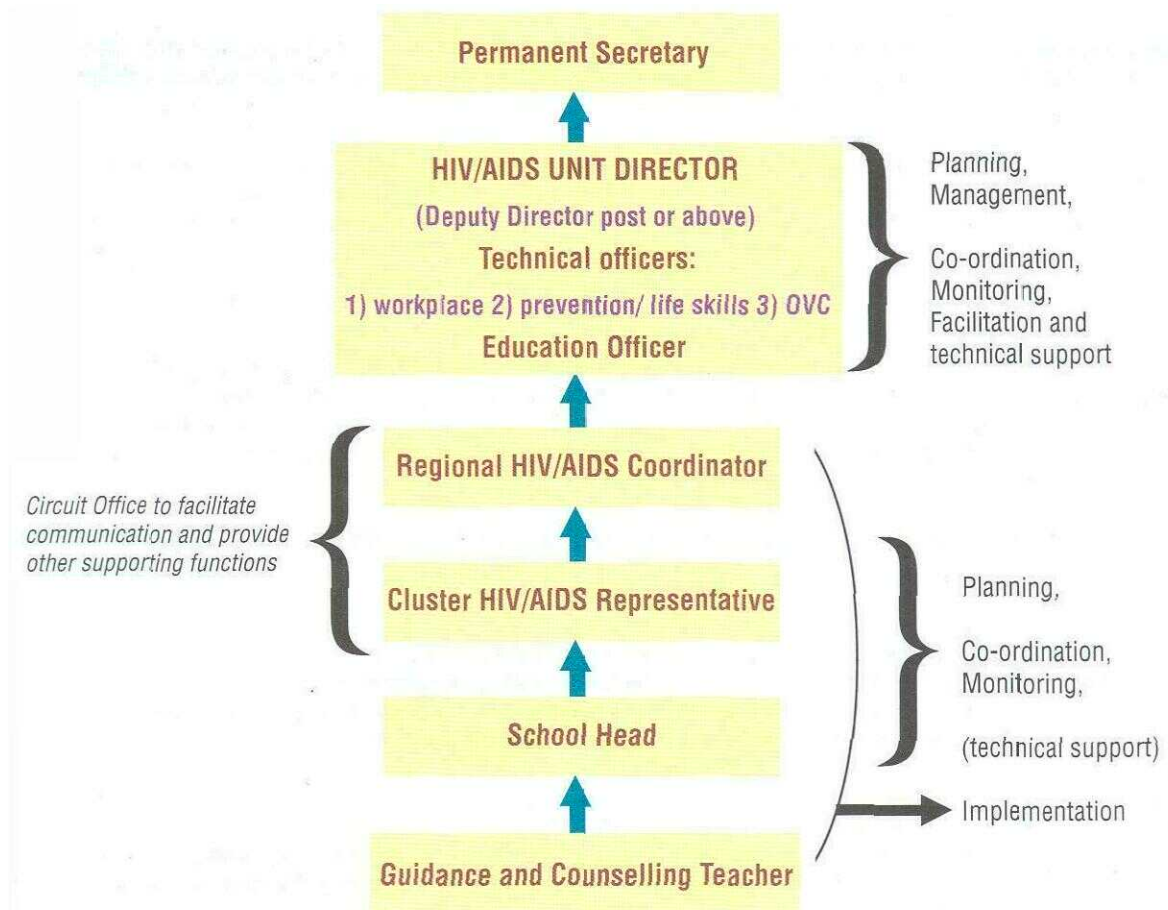 Permanent Secretary
HIV/AIDS UNIT DIRECTOR
(Deputy Director post or above)
Technical officers:
1) workplace 2) prevention/ life skills 3) OVC
Education Officer
Planning,
Management,
Co-ordination,
Monitoring,
Facilitation and
technical support
Regional HIV/AIDS Coordinator
Circuit Office to facilitate
communication and provide
other supporting functions
Cluster HIV/AIDS Representative
School Head
Guidance and Counselling Teacher
Planning,
Co-ordination,
Monitoring,
(technical support)
Implementation